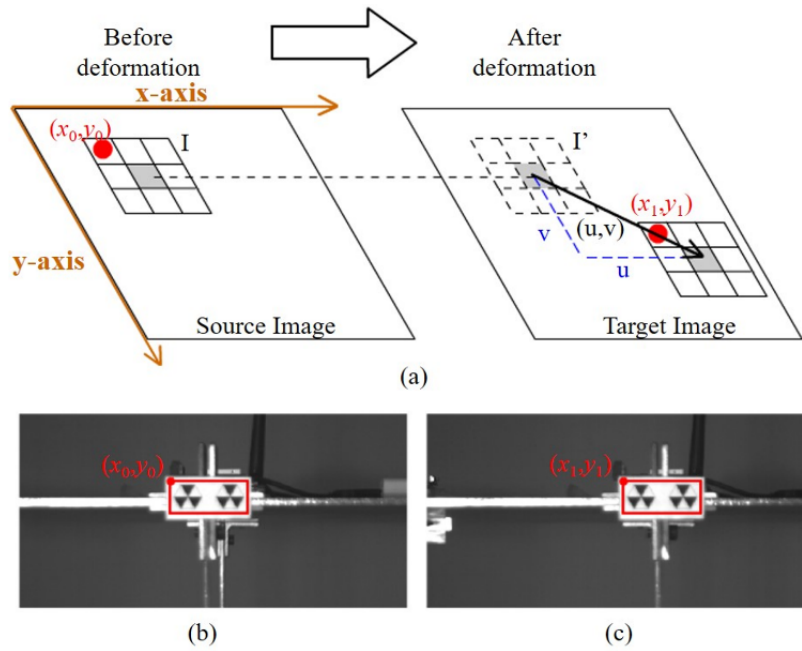 Before
deformation
After
deformation
x-axis
(x₀,y₀)
I
I’
(x₁,y₁)
(u,v)
v
u
y-axis
Source Image
Target Image
(a)
(x₀,y₀)
(x₁,y₁)
(b)
(c)